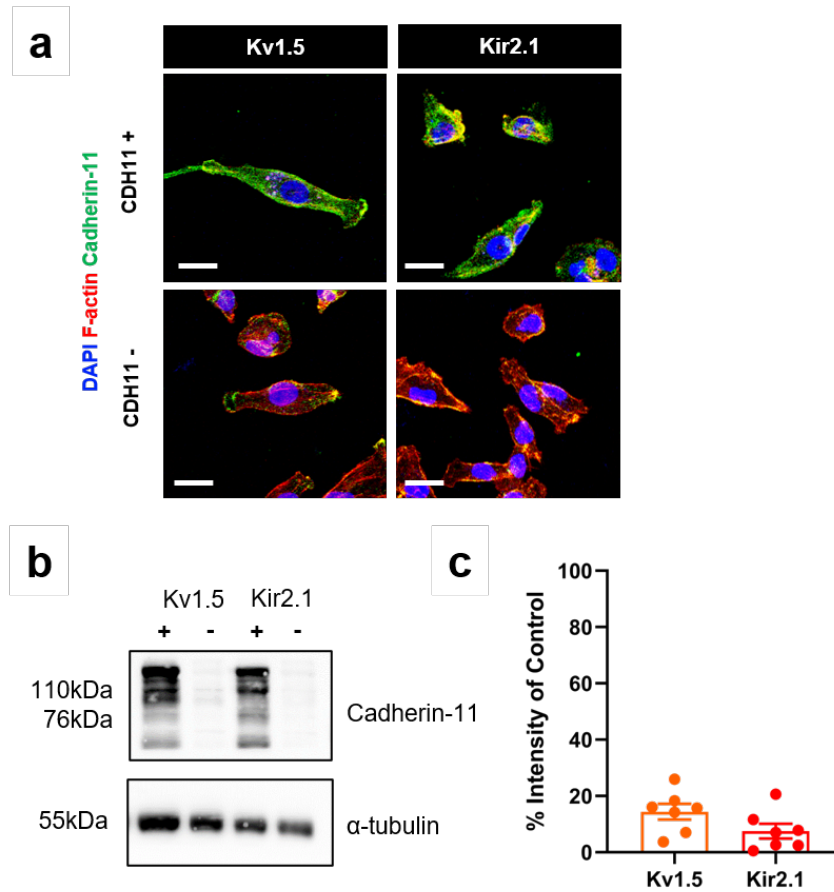 a
Kv1.5 Kir2.1
CDH11 +
CDH11 -
DAPI F-actin Cadherin-11
b
Kv1.5 Kir2.1
+ - + -
110kDa
76kDa
Cadherin-11
55kDa
α-tubulin
c
% Intensity of Control
100
80
60
40
20
0
Kv1.5 Kir2.1